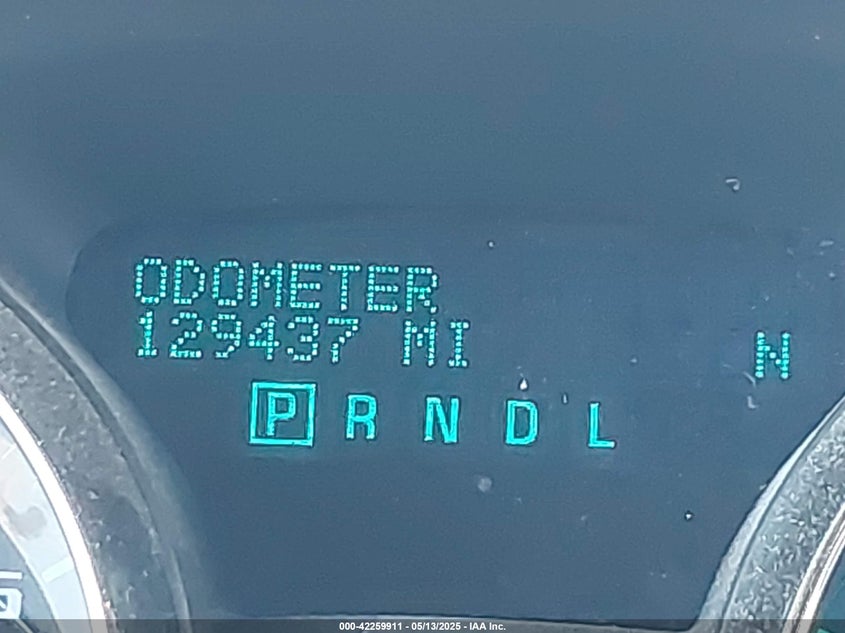 ODOMETER
129437 MI
N
P R N D L
000-42259911 - 05/13/2025 - IAA Inc.